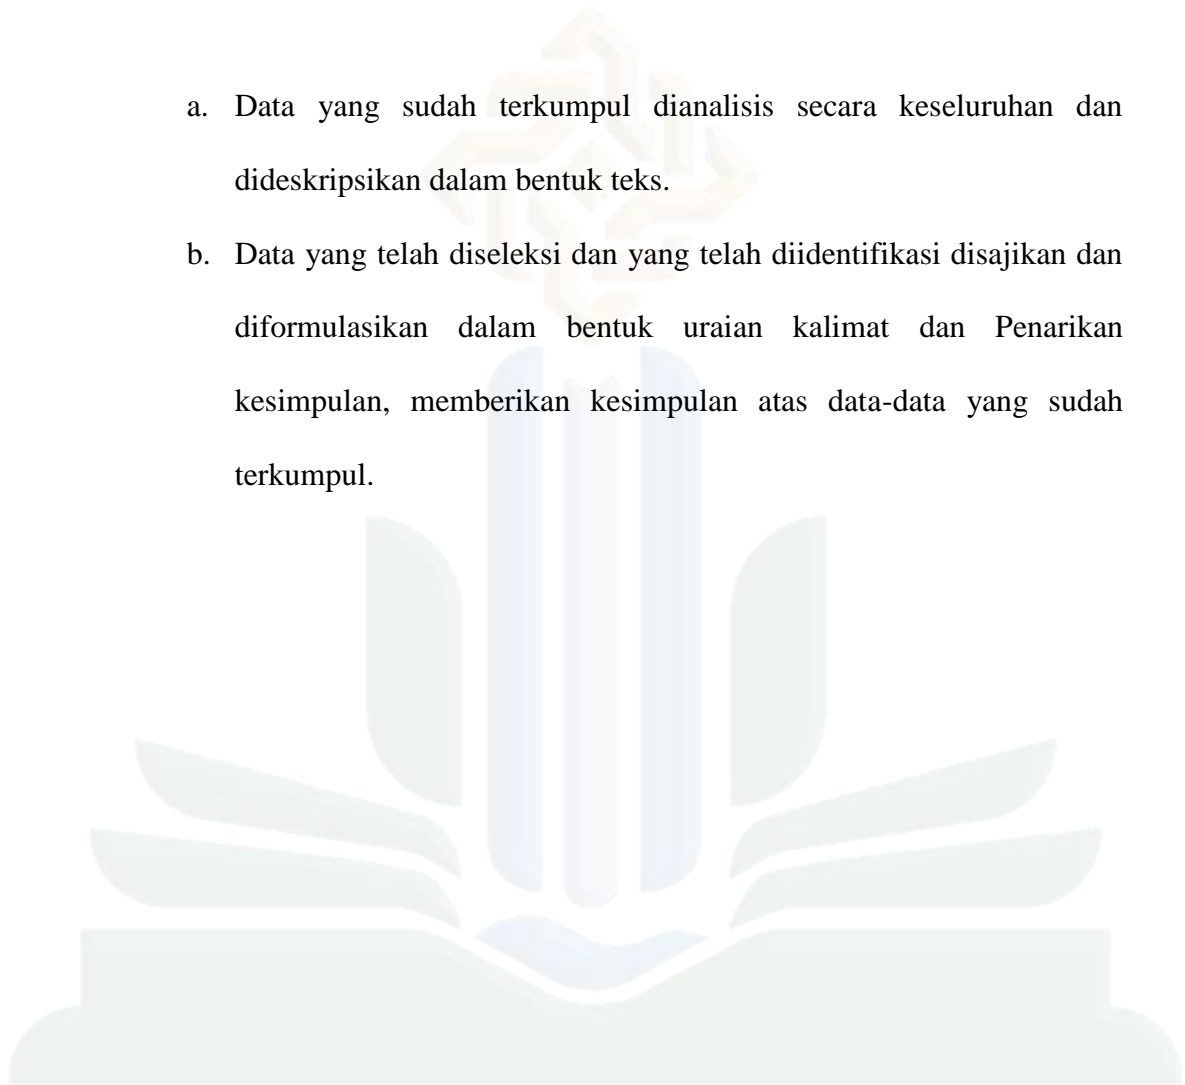 a. Data yang sudah terkumpul dianalisis secara keseluruhan dan
dideskripsikan dalam bentuk teks.
b. Data yang telah diseleksi dan yang telah diidentifikasi disajikan dan
diformulasikan dalam bentuk uraian kalimat dan Penarikan
kesimpulan, memberikan kesimpulan atas data-data yang sudah
terkumpul.